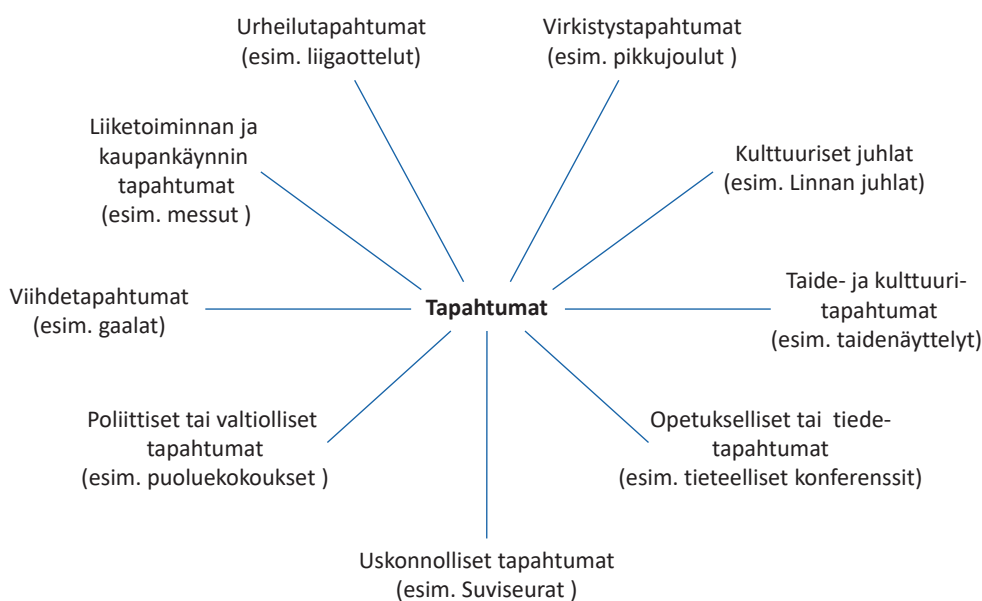 Urheilutapahtumat
(esim. liigaottelut)
Virkistystapahtumat
(esim. pikkujoulut )
Liiketoiminnan ja
kaupankäynnin
tapahtumat
(esim. messut )
Kulttuuriset juhlat
(esim. Linnan juhlat)
Viihdetapahtumat
(esim. gaalat)
Tapahtumat
Taide- ja kulttuuri-
tapahtumat
(esim. taidenäyttelyt)
Poliittiset tai valtiolliset
tapahtumat
(esim. puoluekokoukset )
Opetukselliset tai  tiede-
tapahtumat
(esim. tieteelliset konferenssit)
Uskonnolliset tapahtumat
(esim. Suviseurat )